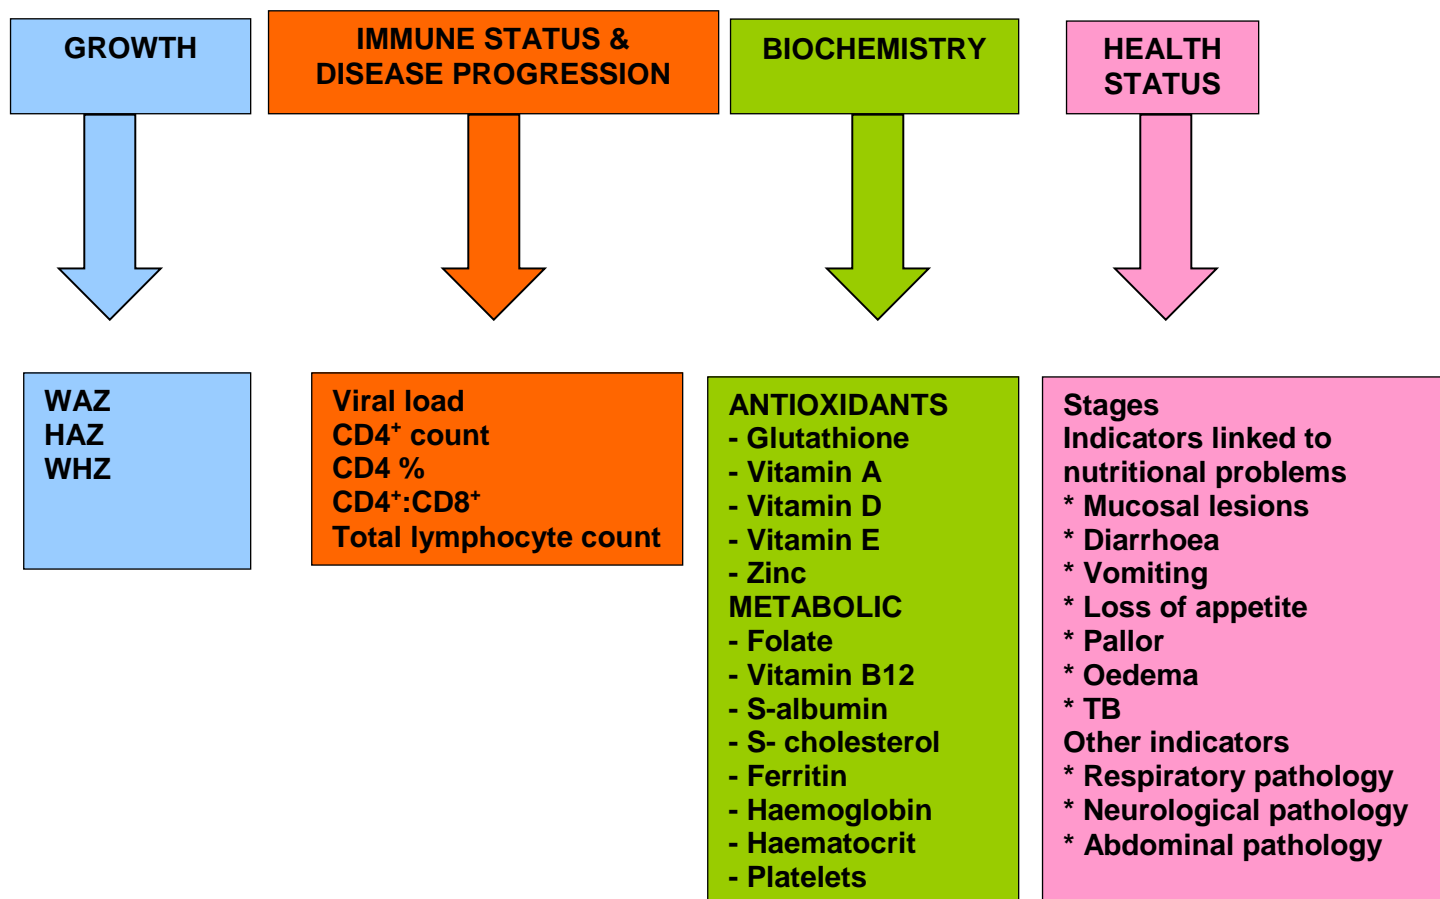 GROWTH
IMMUNE STATUS &
DISEASE PROGRESSION
BIOCHEMISTRY
HEALTH
STATUS
WAZ
HAZ
WHZ
Viral load
CD4⁺ count
CD4 %
CD4⁺:CD8⁺
Total lymphocyte count
ANTIOXIDANTS
- Glutathione
- Vitamin A
- Vitamin D
- Vitamin E
- Zinc
METABOLIC
- Folate
- Vitamin B12
- S-albumin
- S- cholesterol
- Ferritin
- Haemoglobin
- Haematocrit
- Platelets
Stages
Indicators linked to
nutritional problems
* Mucosal lesions
* Diarrhoea
* Vomiting
* Loss of appetite
* Pallor
* Oedema
* TB
Other indicators
* Respiratory pathology
* Neurological pathology
* Abdominal pathology